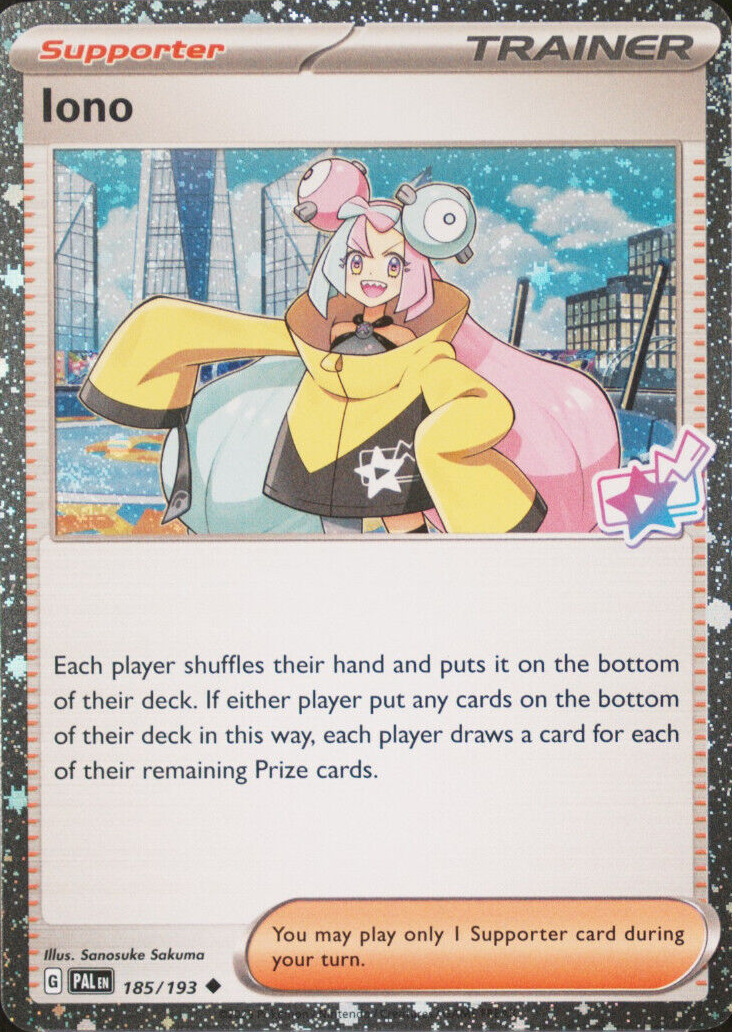 Supporter
TRAINER
Iono
Each player shuffles their hand and puts it on the bottom
of their deck. If either player put any cards on the bottom
of their deck in this way, each player draws a card for each
of their remaining Prize cards.
You may play only 1 Supporter card during
your turn.
Illus. Sanosuke Sakuma
G PAL EN 185/193